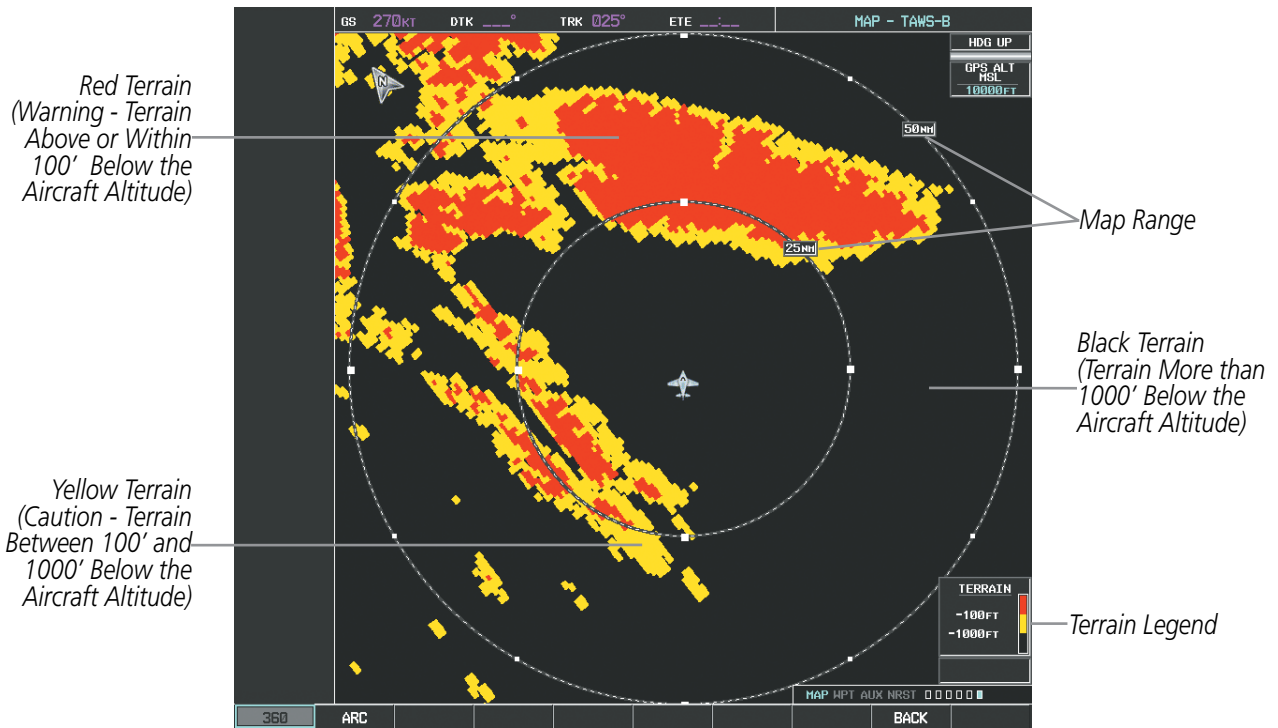 GS 270KT DTK ___° TRK 025° ETE __:__ MAP - TAWS-B
HDG UP
GPS ALT
MSL
10000FT
N
Red Terrain
(Warning - Terrain
Above or Within
100’ Below the
Aircraft Altitude)
50NM
Map Range
25NM
Black Terrain
(Terrain More than
1000’ Below the
Aircraft Altitude)
Yellow Terrain
(Caution - Terrain
Between 100’ and
1000’ Below the
Aircraft Altitude)
TERRAIN
-100FT
-1000FT
Terrain Legend
MAP WPT AUX NRST
360 ARC BACK